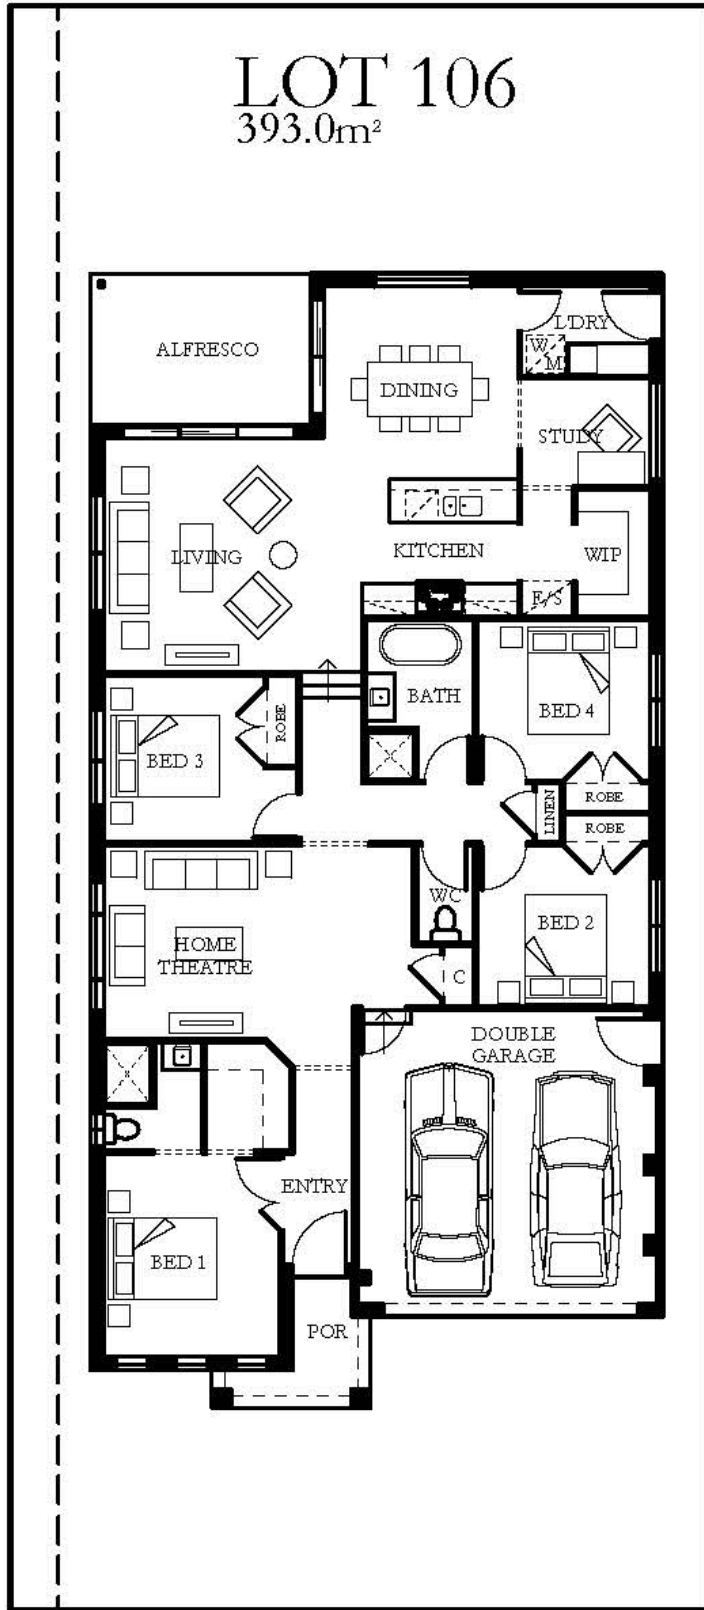 LOT 106
393.0m²
ALFRESCO
L'DRY
W
M
DINING
STUDY
LIVING
KITCHEN
WIP
F/S
BATH
BED 4
BED 3
ROBE
ROBE
LINEN
ROBE
WC
BED 2
HOME
THEATRE
C
DOUBLE
GARAGE
ENTRY
BED 1
POR